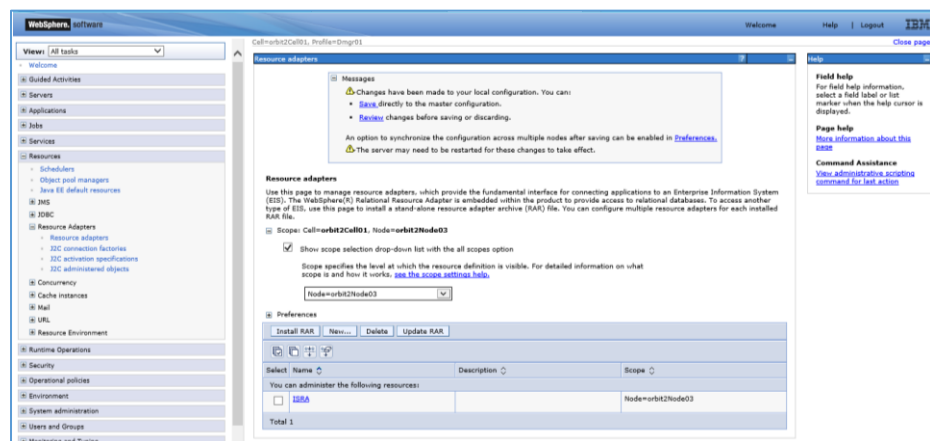 WebSphere. software
Welcome
Help | Logout
IBM
View: All tasks
Welcome
Guided Activities
Servers
Applications
Jobs
Services
Resources
Schedulers
Object pool managers
Java EE default resources
JMS
JDBC
Resource Adapters
Resource adapters
J2C connection factories
J2C activation specifications
J2C administered objects
Concurrency
Cache instances
Mail
URL
Resource Environment
Runtime Operations
Security
Operational policies
Environment
System administration
Users and Groups
Monitoring and Tuning
Cell=orbit2Cell01, Profile=Dmgr01
Close page
Resource adapters
?
Messages
Changes have been made to your local configuration. You can:
Save directly to the master configuration.
Review changes before saving or discarding.
An option to synchronize the configuration across multiple nodes after saving can be enabled in Preferences.
The server may need to be restarted for these changes to take effect.
Resource adapters
Use this page to manage resource adapters, which provide the fundamental interface for connecting applications to an Enterprise Information System
(EIS). The WebSphere(R) Relational Resource Adapter is embedded within the product to provide access to relational databases. To access another
type of EIS, use this page to install a stand-alone resource adapter archive (RAR) file. You can configure multiple resource adapters for each installed
RAR file.
Scope: Cell=orbit2Cell01, Node=orbit2Node03
Show scope selection drop-down list with the all scopes option
Scope specifies the level at which the resource definition is visible. For detailed information on what
scope is and how it works, see the scope settings help.
Node=orbit2Node03
Preferences
Install RAR New... Delete Update RAR
Select Name Description Scope
You can administer the following resources:
ISRA Node=orbit2Node03
Total 1
Help
Field help
For field help information,
select a field label or list
marker when the help cursor is
displayed.
Page help
More information about this
page
Command Assistance
View administrative scripting
command for last action